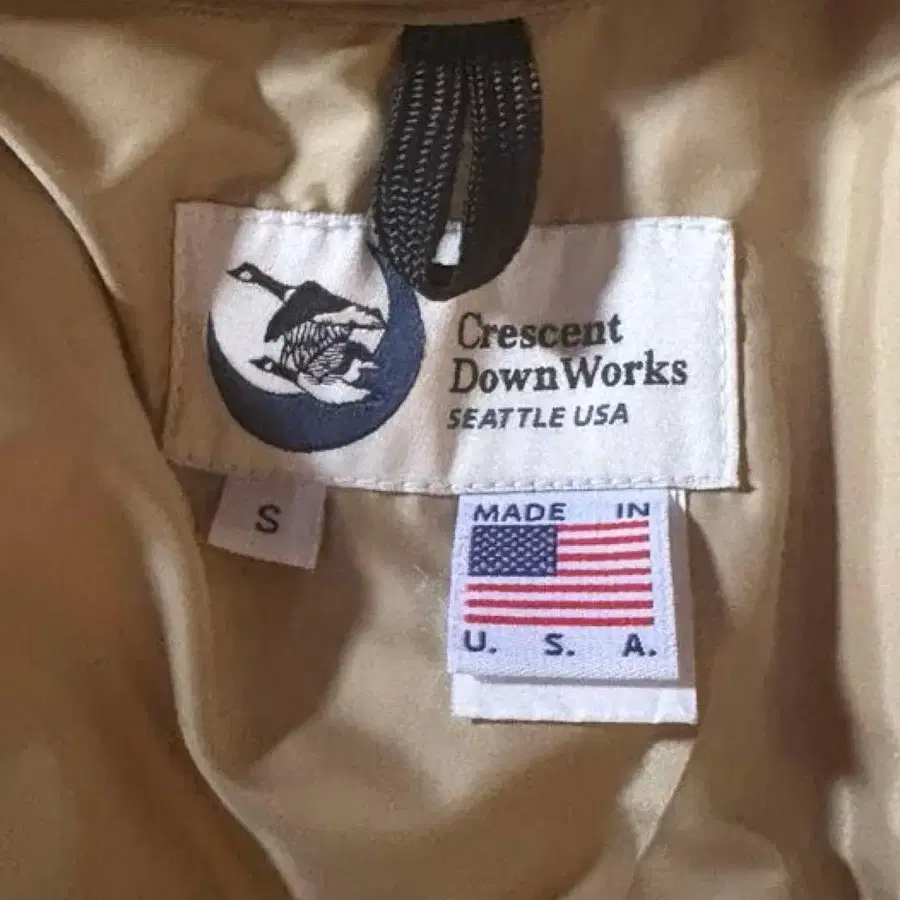 Crescent
DownWorks
SEATTLE USA
S
MADE IN
U. S. A.